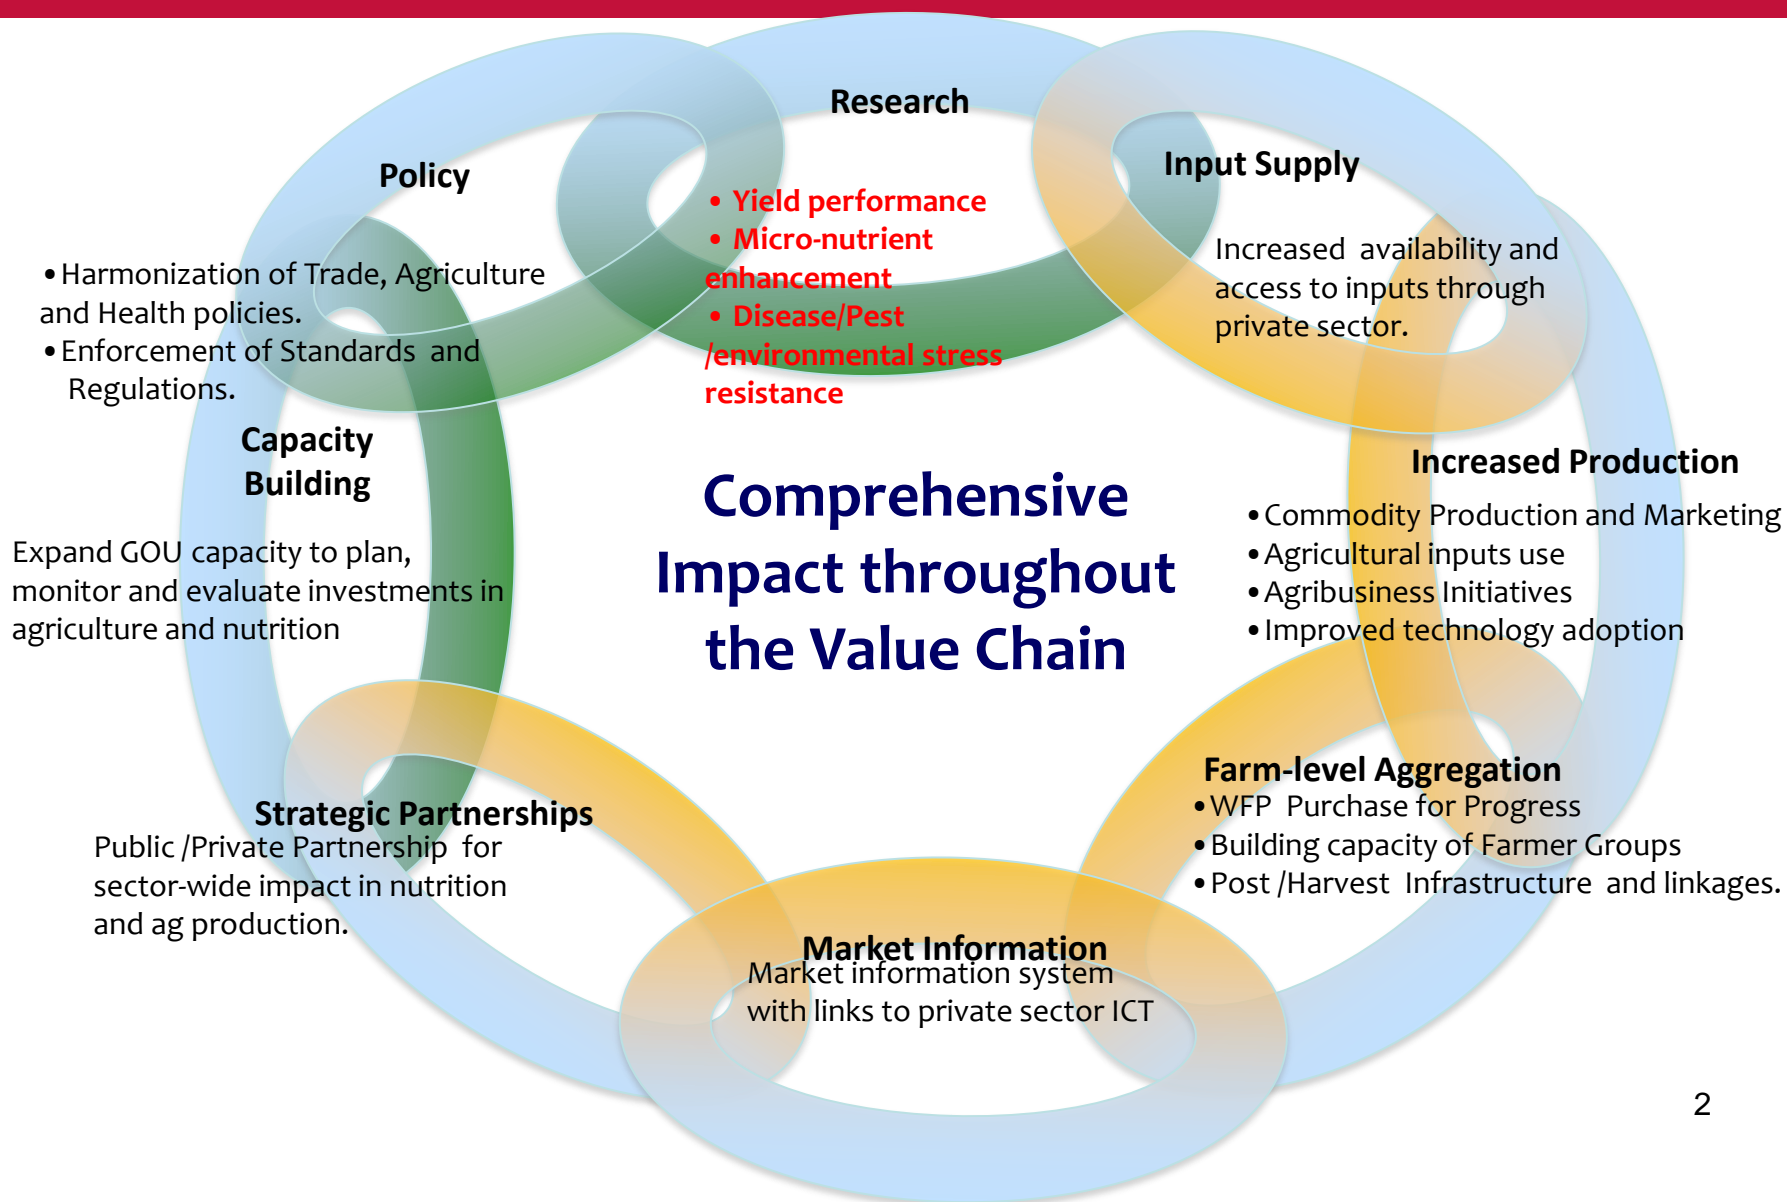 Research
• Yield performance
• Micro-nutrient
enhancement
• Disease/Pest
/environmental stress
resistance
Input Supply
Increased availability and
access to inputs through
private sector.
Increased Production
• Commodity Production and Marketing
• Agricultural inputs use
• Agribusiness Initiatives
• Improved technology adoption
Farm-level Aggregation
• WFP Purchase for Progress
• Building capacity of Farmer Groups
• Post /Harvest Infrastructure and linkages.
Market Information
Market information system
with links to private sector ICT
Strategic Partnerships
Public /Private Partnership for
sector-wide impact in nutrition
and ag production.
Capacity
Building
Expand GOU capacity to plan,
monitor and evaluate investments in
agriculture and nutrition
Policy
• Harmonization of Trade, Agriculture
and Health policies.
• Enforcement of Standards and
Regulations.
Comprehensive
Impact throughout
the Value Chain
2